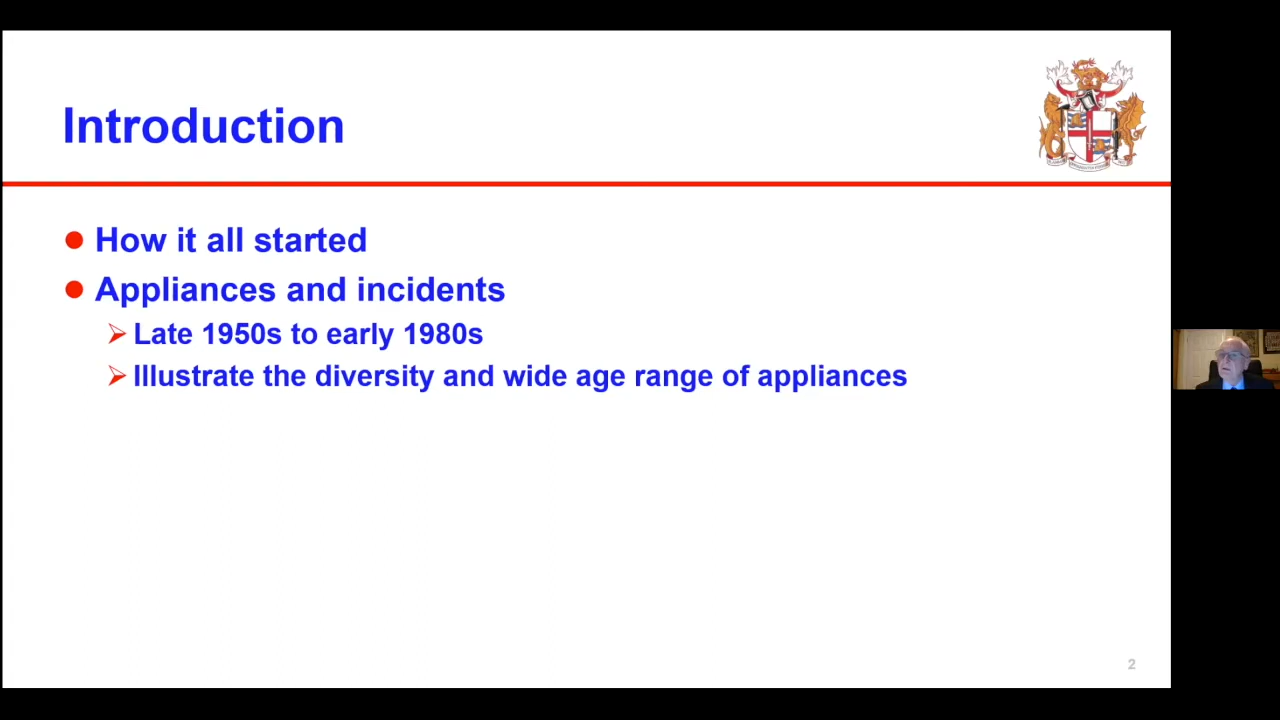 Introduction
How it all started
Appliances and incidents
Late 1950s to early 1980s
Illustrate the diversity and wide age range of appliances
2